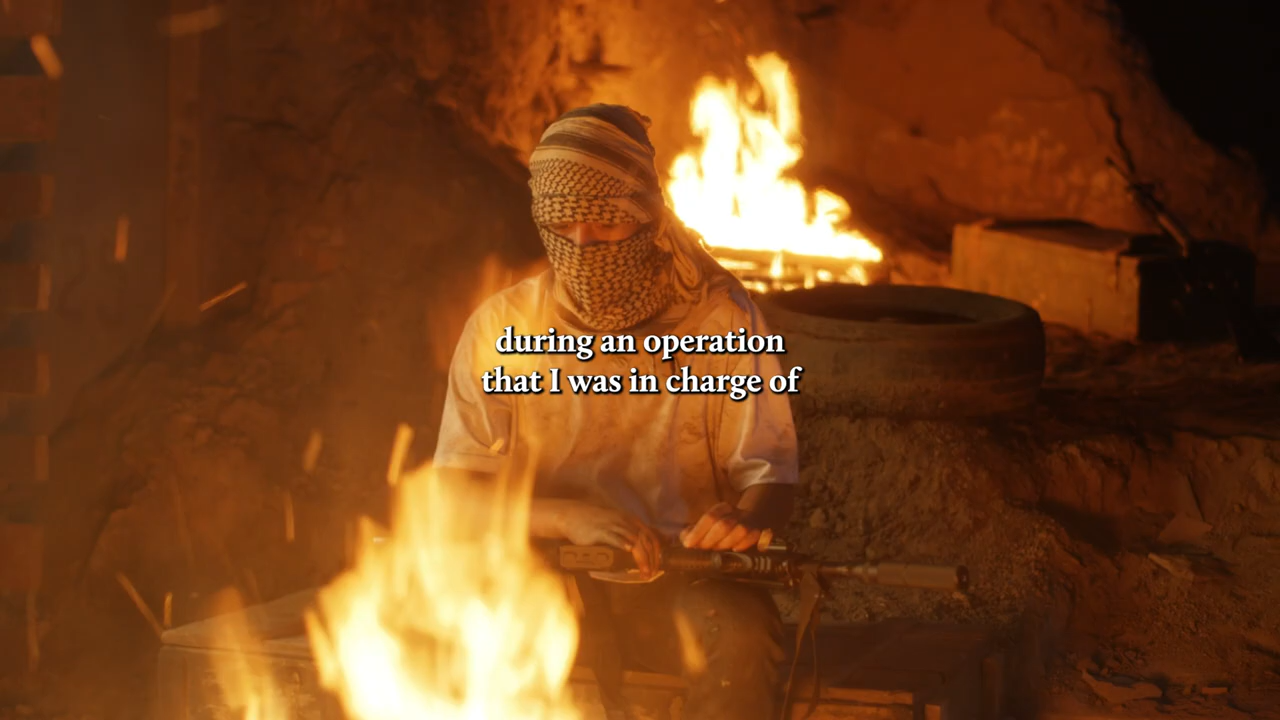 during an operation
that I was in charge of